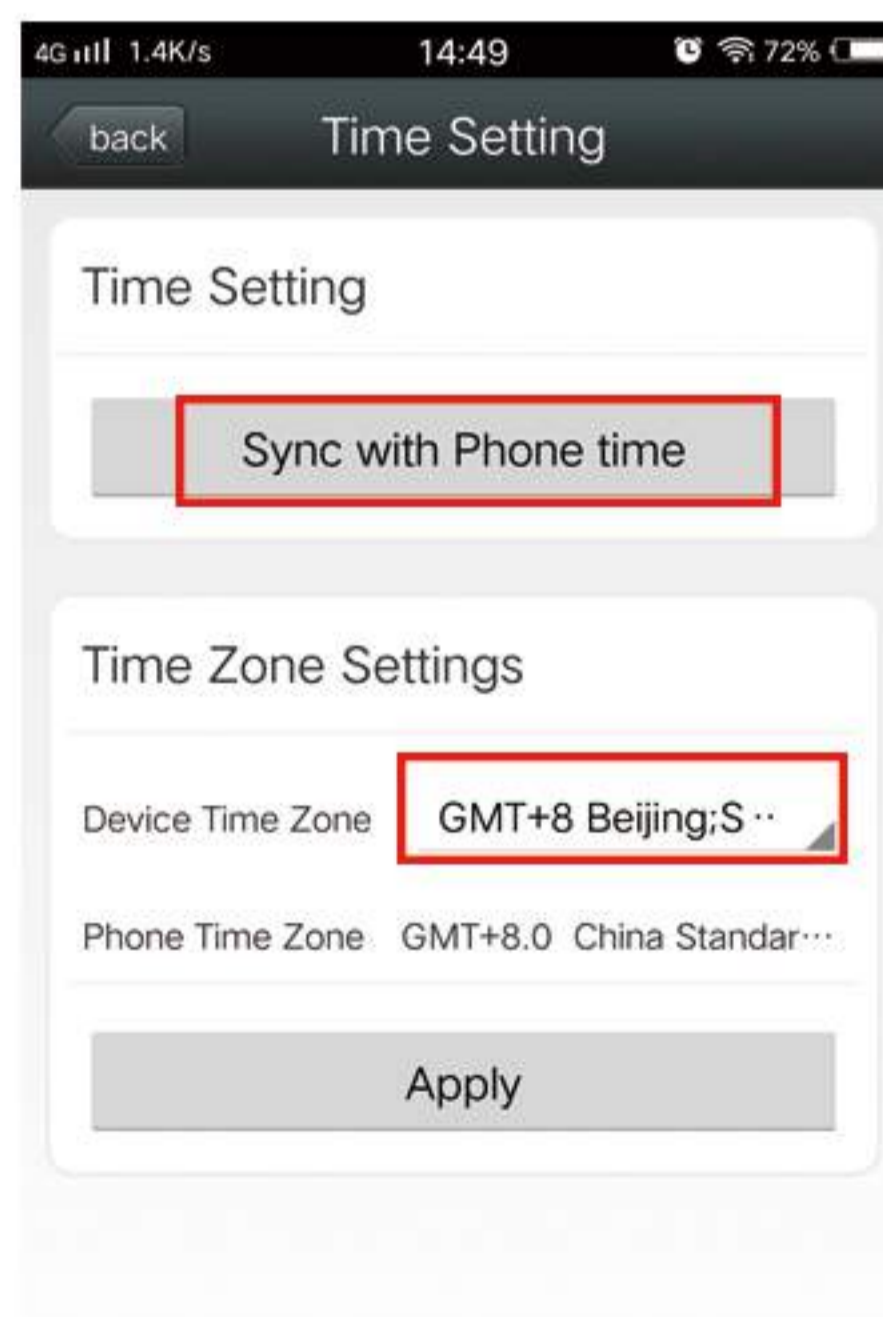 4G 1.4K/s 14:49 72%
back Time Setting
Time Setting
Sync with Phone time
Time Zone Settings
Device Time Zone GMT+8 Beijing;S ··
Phone Time Zone GMT+8.0 China Standar···
Apply